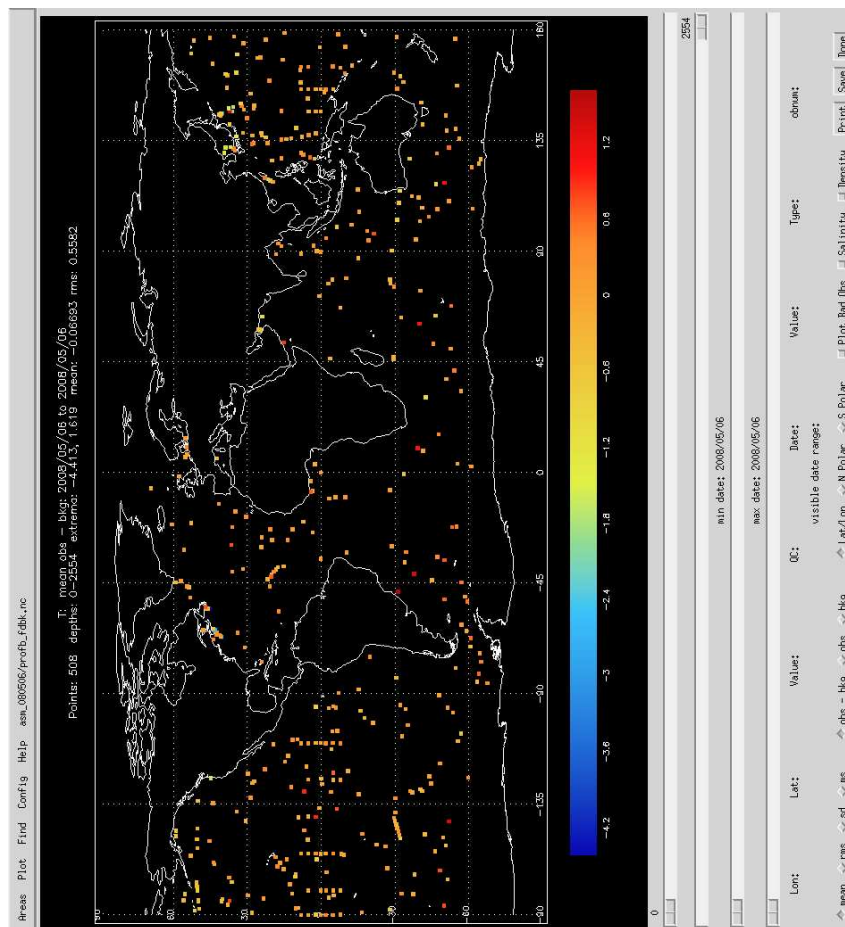 Areas Plot Find Config Help asm_080506/profb_fdbk.nc
T: mean obs - bkg: 2008/05/06 to 2008/05/06
Points: 508 depths: 0-2554 extrema: -4.413, 1.619 mean: -0.06693 rms: 0.5582
90
60
30
-90
-135
-90
-45
0
45
90
135
180
-4.2 -3.6 -3 -2.4 -1.8 -1.2 -0.6 0 0.6 1.2
0 2554
min date: 2008/05/06
max date: 2008/05/06
Lon: Lat: Value: QC: Date: Value: Type: obnum:
visible date range:
mean rms sd ms obs - bkg obs bkg Lat/Lon N Polar S Polar Plot Bad Obs Salinity Density Print Save Done